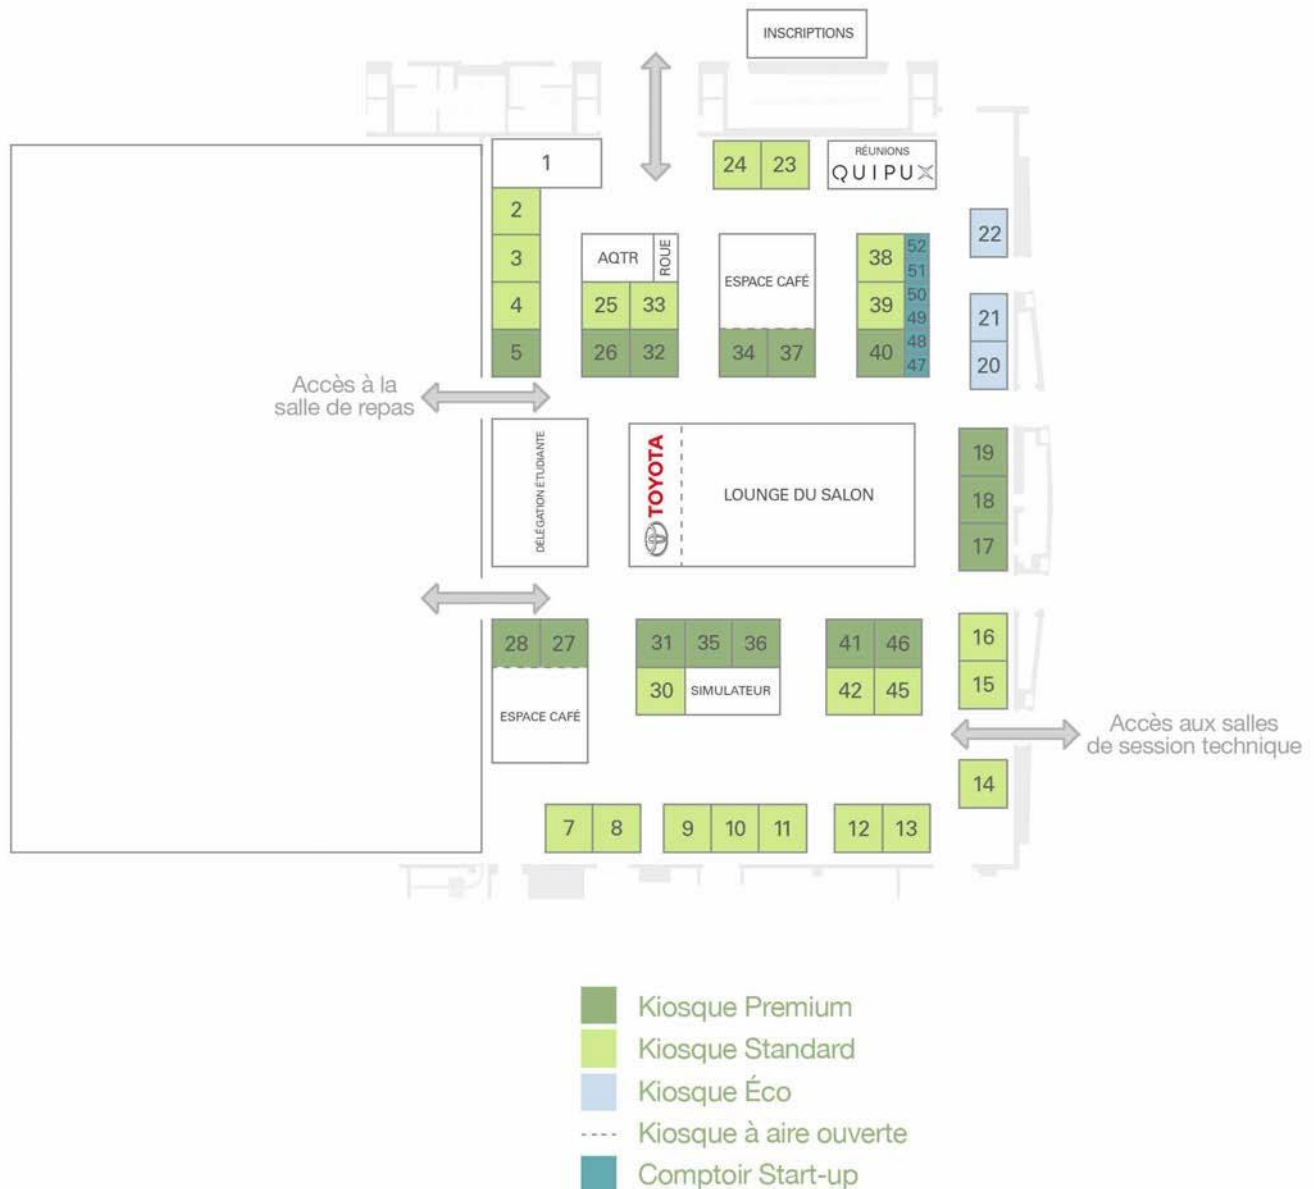 INSCRIPTIONS
1
24 23
RÉUNIONS
QUIPUX
2
22
3
AQTR
ROUE
ESPACE CAFÉ
38
52
51
4
25 33
39
50
49
21
5
26 32
34 37
40
48
47
20
Accès à la
salle de repas
DÉLÉGATION ÉTUDIANTE
TOYOTA
LOUNGE DU SALON
19
18
17
28 27
31 35 36
41 46
16
30
SIMULATEUR
42 45
15
ESPACE CAFÉ
Accès aux salles
de session technique
14
7 8
9 10 11
12 13
Kiosque Premium
Kiosque Standard
Kiosque Éco
Kiosque à aire ouverte
Comptoir Start-up